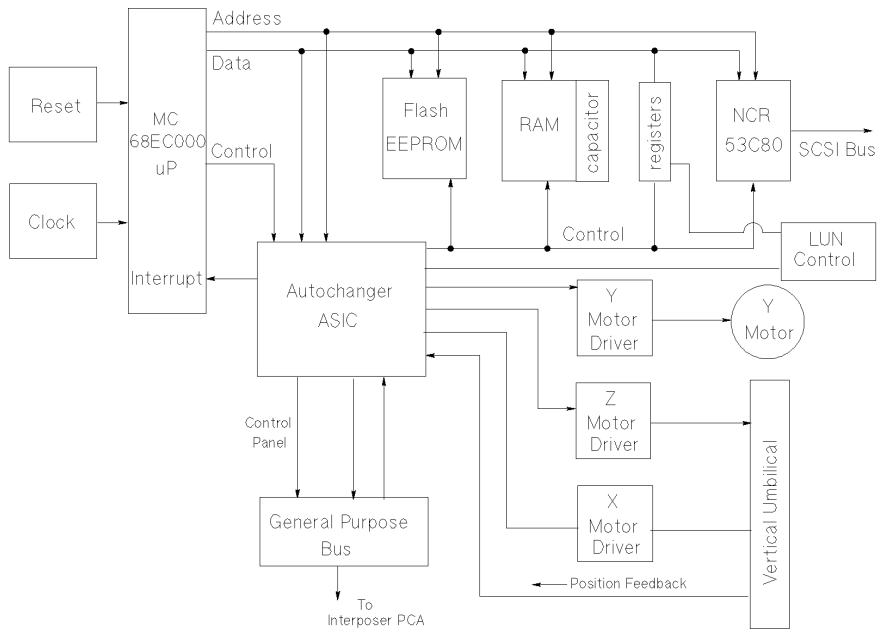 Address
Data
Reset
MC
68EC000
uP
Control
Clock
Interrupt
Flash
EEPROM
RAM
capacitor
registers
NCR
53C80
SCSI Bus
Control
LUN
Control
Autochanger
ASIC
Y
Motor
Driver
Y
Motor
Z
Motor
Driver
X
Motor
Driver
Vertical Umbilical
Control
Panel
General Purpose
Bus
Position Feedback
To
Interposer PCA